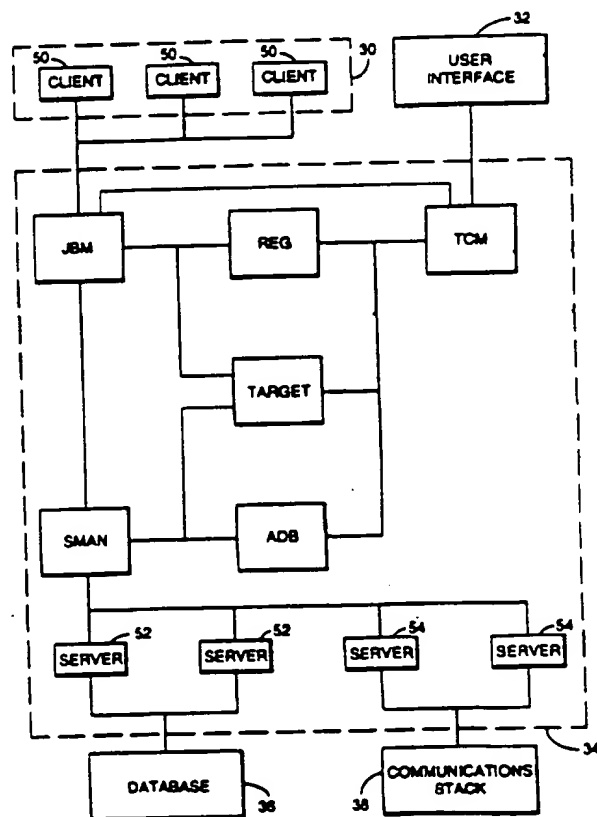 50
CLIENT
50
CLIENT
50
CLIENT
30
32
USER
INTERFACE
JBM
REG
TCM
TARGET
SMAN
ADB
52
SERVER
52
SERVER
54
SERVER
54
SERVER
34
DATABASE
36
COMMUNICATIONS
STACK
38